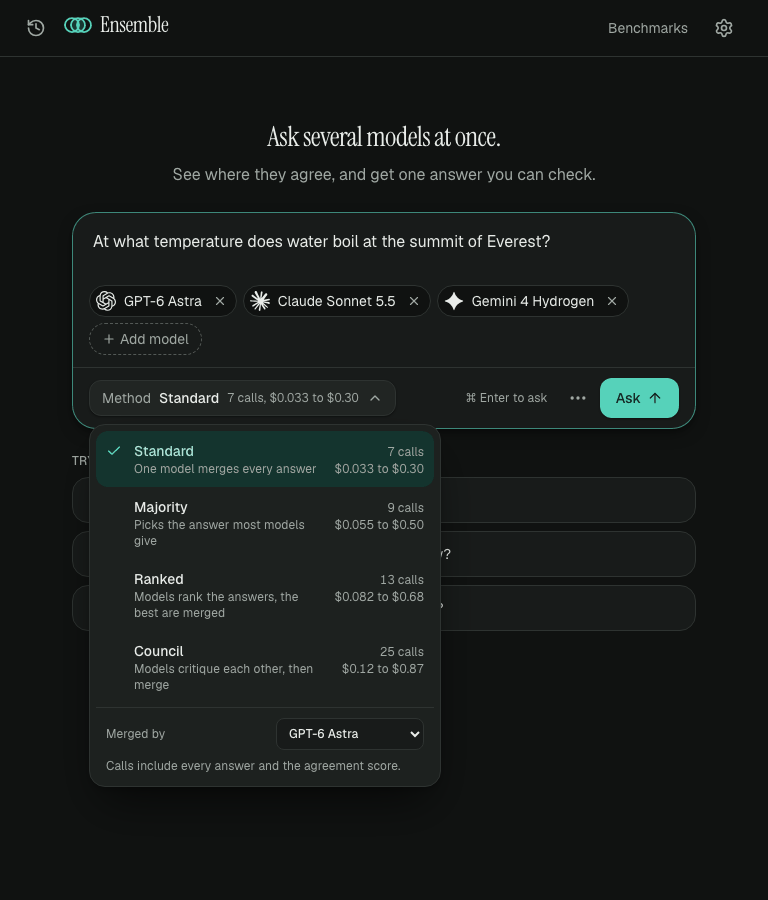 Ensemble
Benchmarks
Ask several models at once.
See where they agree, and get one answer you can check.
At what temperature does water boil at the summit of Everest?
GPT-6 Astra
Claude Sonnet 5.5
Gemini 4 Hydrogen
+ Add model
Method Standard 7 calls, $0.033 to $0.30
⌘ Enter to ask
Ask
Standard 7 calls
One model merges every answer $0.033 to $0.30
Majority 9 calls
Picks the answer most models $0.055 to $0.50
give
Ranked 13 calls
Models rank the answers, the $0.082 to $0.68
best are merged
Council 25 calls
Models critique each other, then $0.12 to $0.87
merge
Merged by GPT-6 Astra
Calls include every answer and the agreement score.